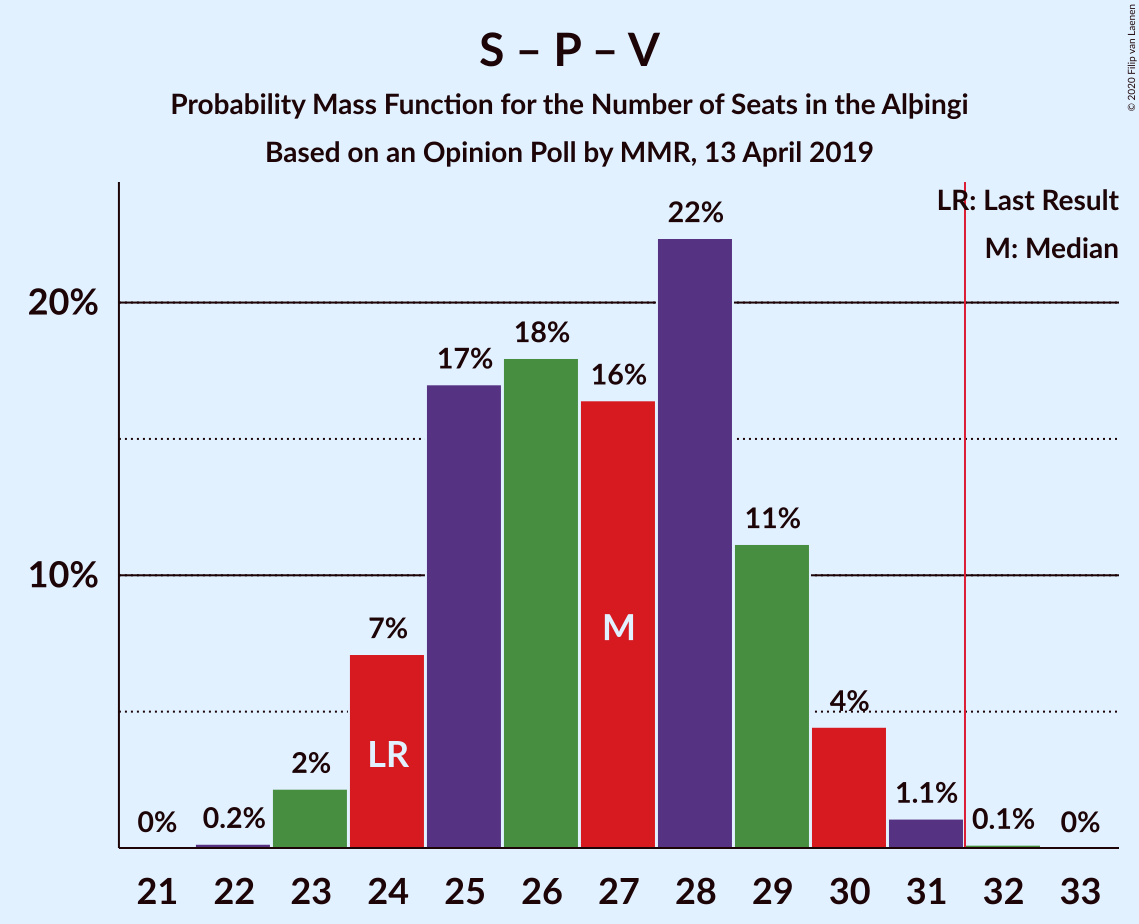 S – P – V
Probability Mass Function for the Number of Seats in the Alþingi
Based on an Opinion Poll by MMR, 13 April 2019
© 2020 Filip van Laenen
LR: Last Result
M: Median
20%
10%
0%
0.2%
2%
7%
17%
18%
16%
22%
11%
4%
1.1%
0.1%
0%
LR
M
21 22 23 24 25 26 27 28 29 30 31 32 33